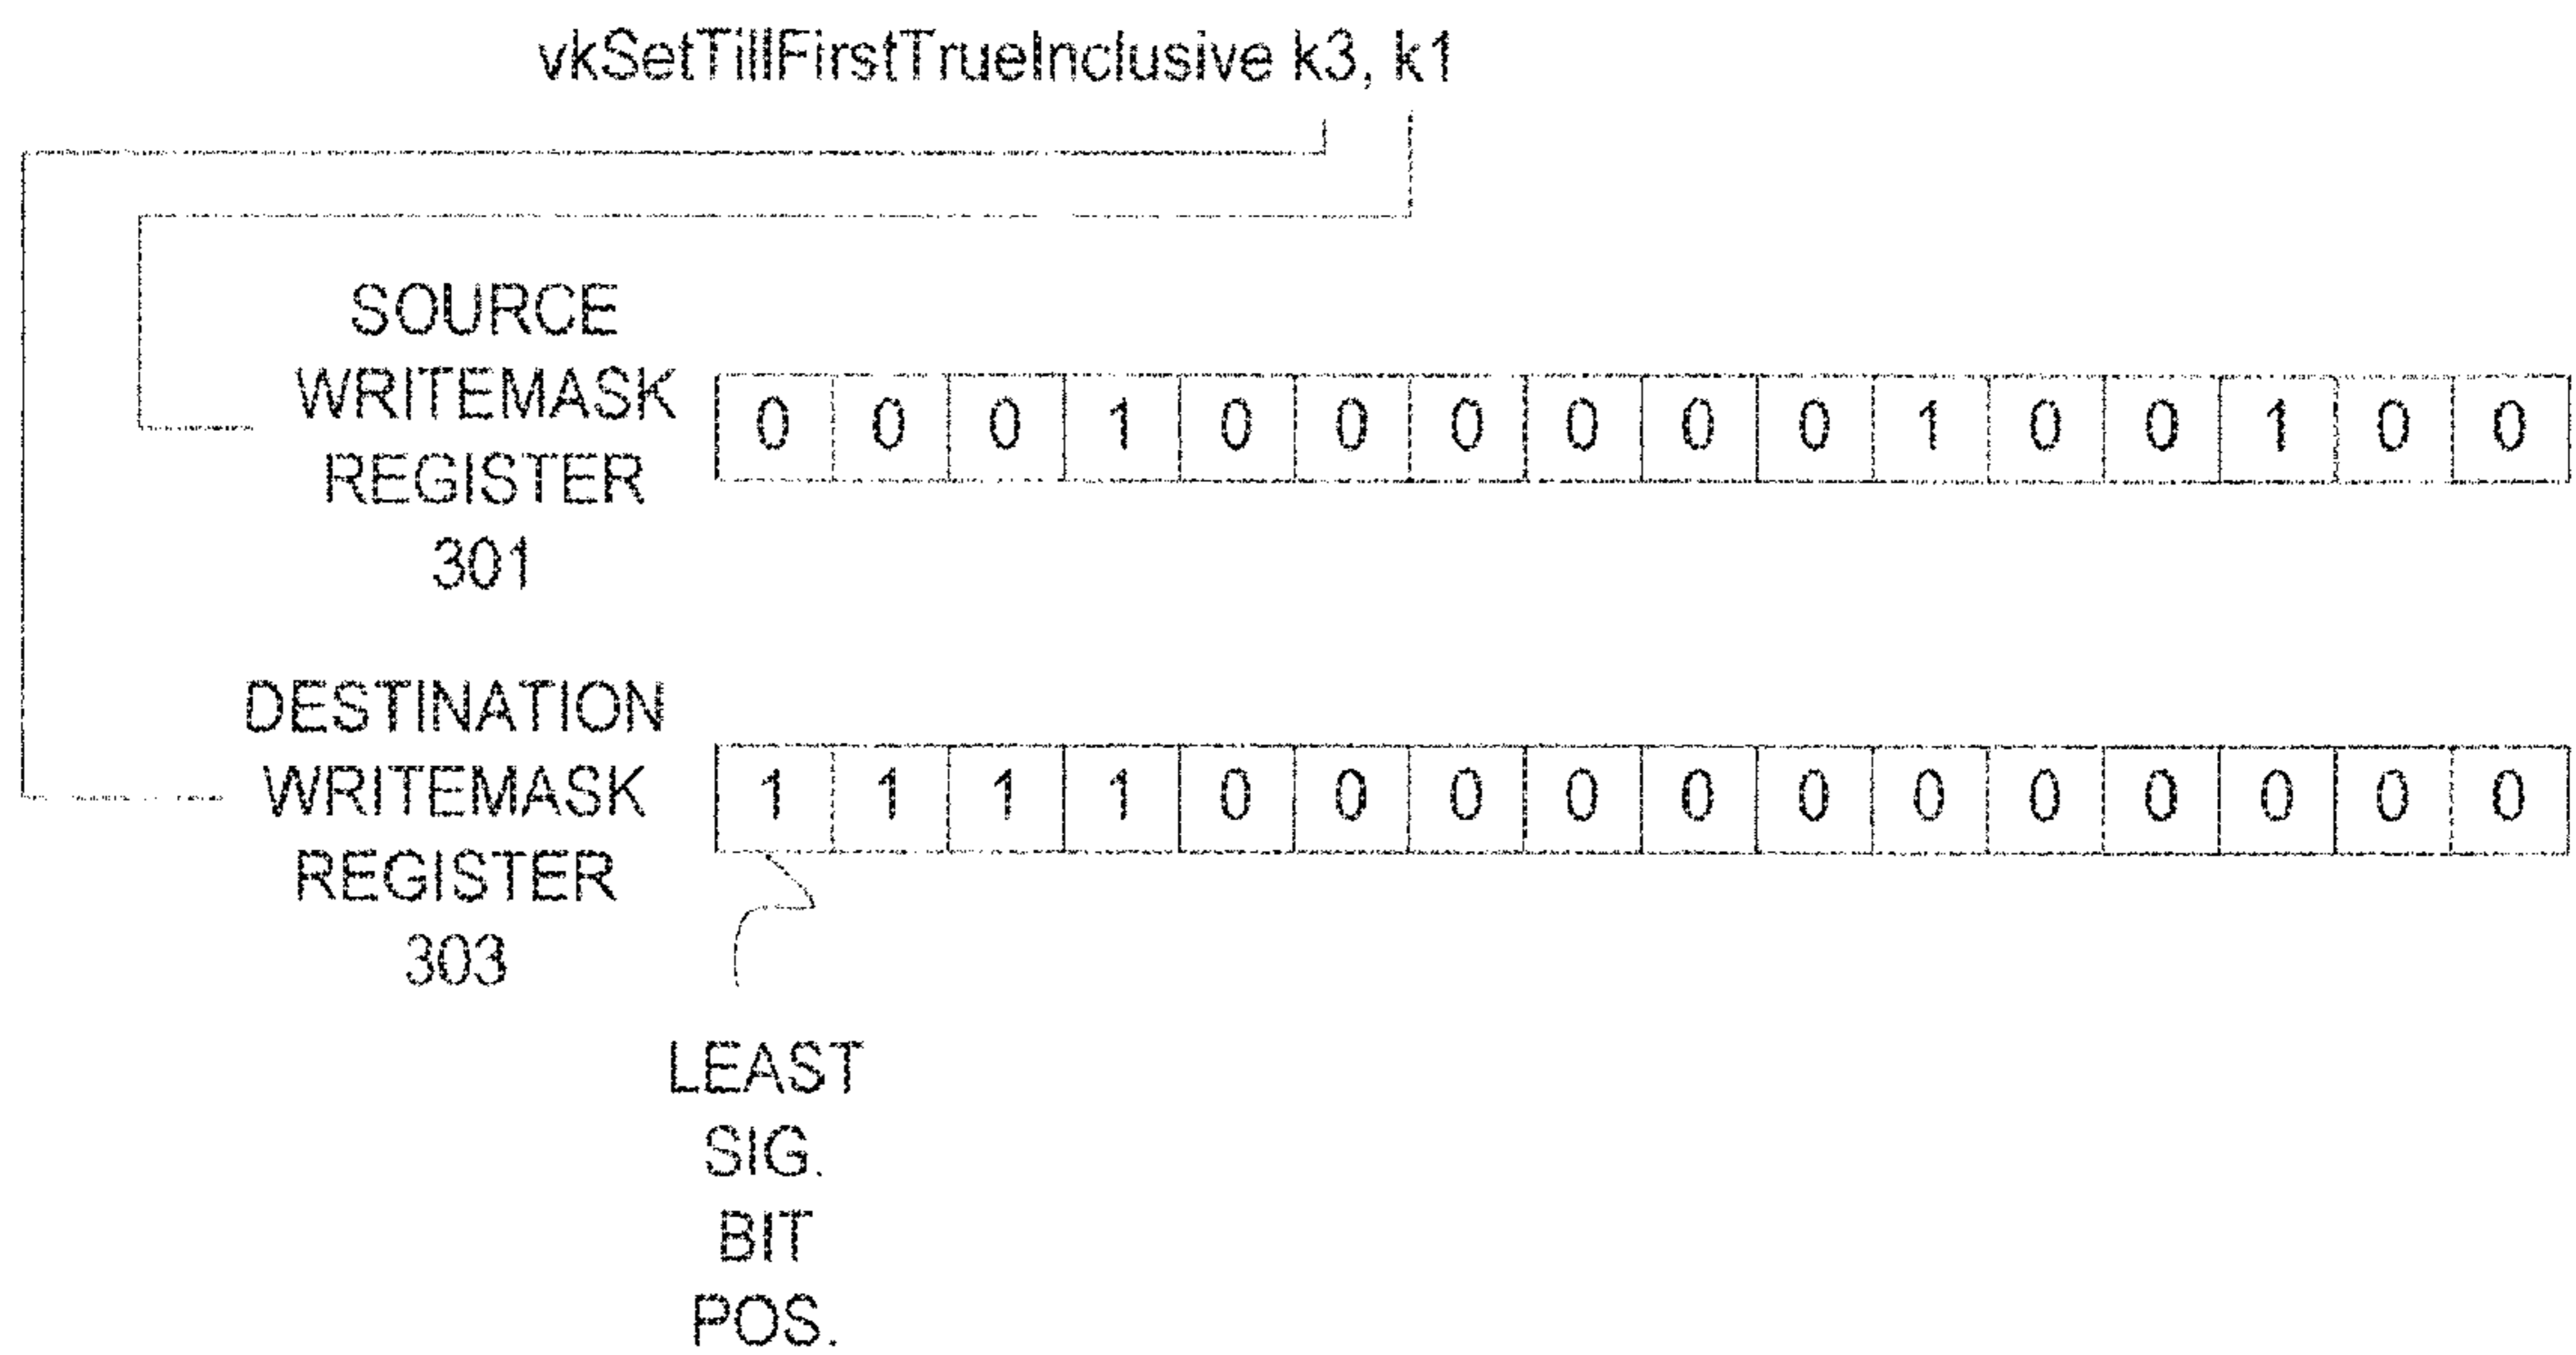 vkSetTillFirstTrueInclusive k3, k1
SOURCE
WRITEMASK
REGISTER
301
0 0 0 1 0 0 0 0 0 0 1 0 0 1 0 0
DESTINATION
WRITEMASK
REGISTER
303
1 1 1 1 0 0 0 0 0 0 0 0 0 0 0 0
LEAST
SIG.
BIT
POS.